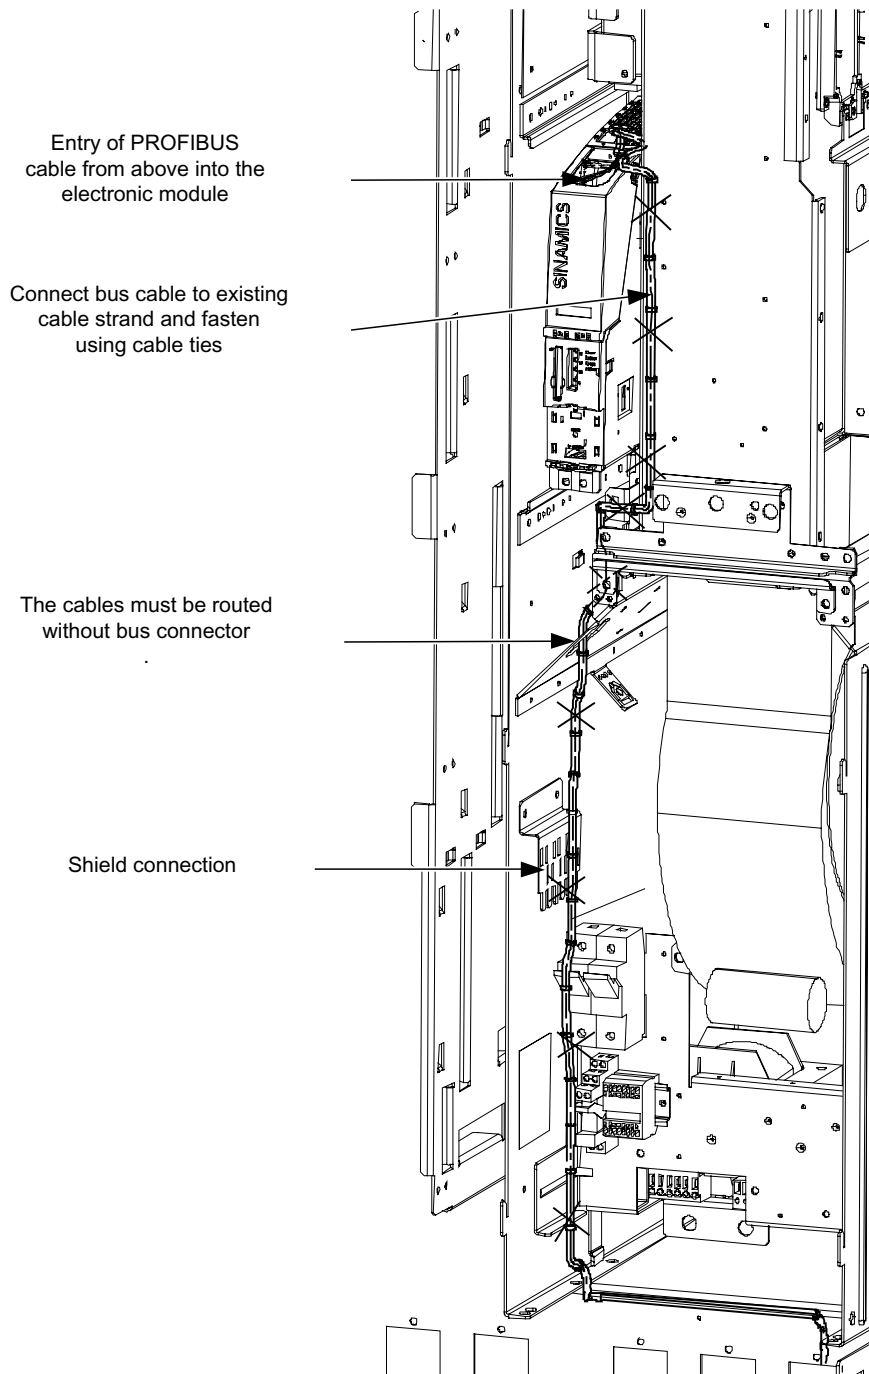 Entry of PROFIBUS
cable from above into the
electronic module
SINAMICS
Connect bus cable to existing
cable strand and fasten
using cable ties
The cables must be routed
without bus connector
.
Shield connection